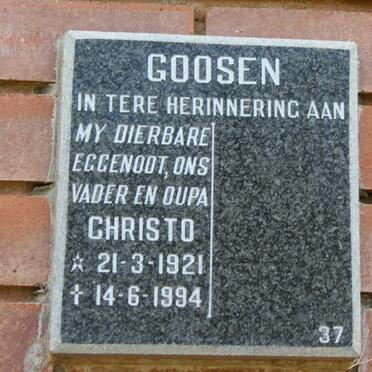 GOOSEN
IN TERE HERINNERING AAN
MY DIERBARE
EGGENOOT, ONS
VADER EN OUPA
CHRISTO
☆ 21-3-1921
✝ 14-6-1994
37